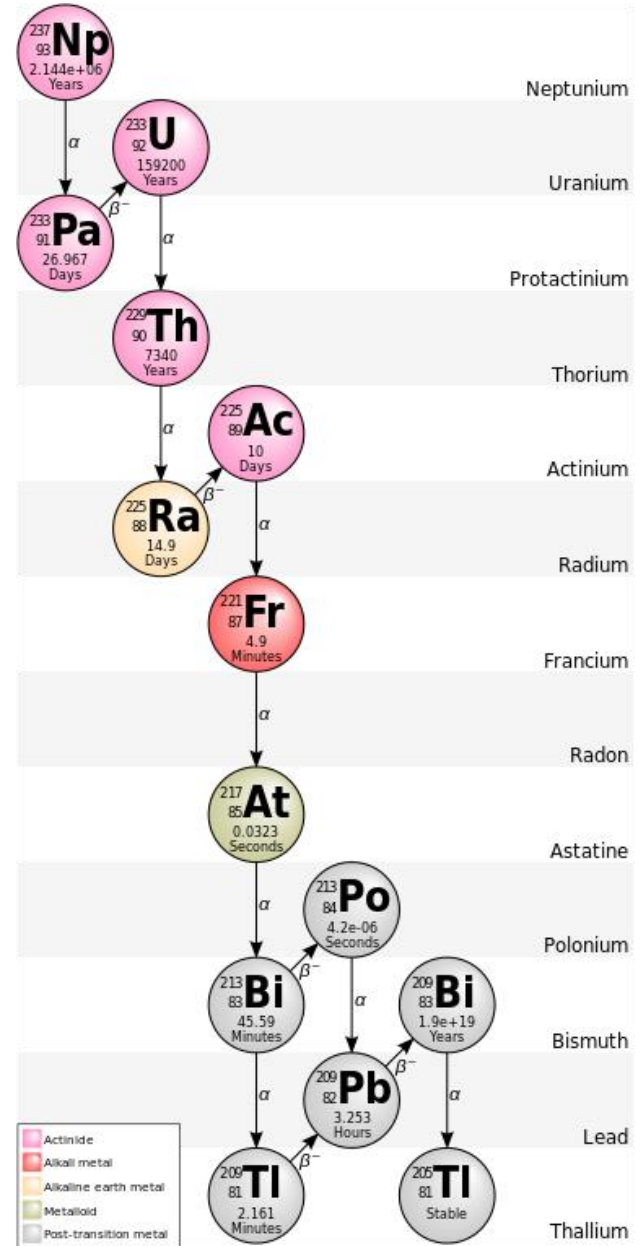 237
93
Np
2.144e+06
Years
Neptunium
α
233
92
U
159200
Years
Uranium
β⁻
233
91
Pa
26.967
Days
α
Protactinium
229
90
Th
7340
Years
Thorium
α
225
89
Ac
10
Days
Actinium
β⁻
225
88
Ra
14.9
Days
α
Radium
221
87
Fr
4.9
Minutes
Francium
α
Radon
217
85
At
0.0323
Seconds
Astatine
α
213
84
Po
4.2e-06
Seconds
Polonium
β⁻
213
83
Bi
45.59
Minutes
α
209
83
Bi
1.9e+19
Years
Bismuth
β⁻
α
209
82
Pb
3.253
Hours
α
Lead
β⁻
209
81
Tl
2.161
Minutes
205
81
Tl
Stable
Thallium
Actinide
Alkali metal
Alkaline earth metal
Metalloid
Post-transition metal